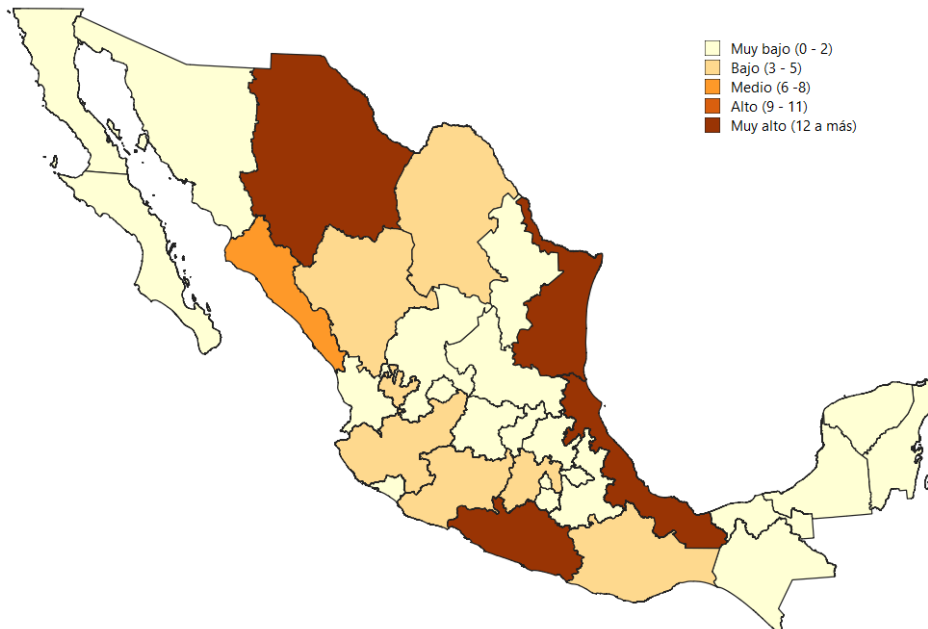 Muy bajo (0 - 2)
Bajo (3 - 5)
Medio (6 -8)
Alto (9 - 11)
Muy alto (12 a más)